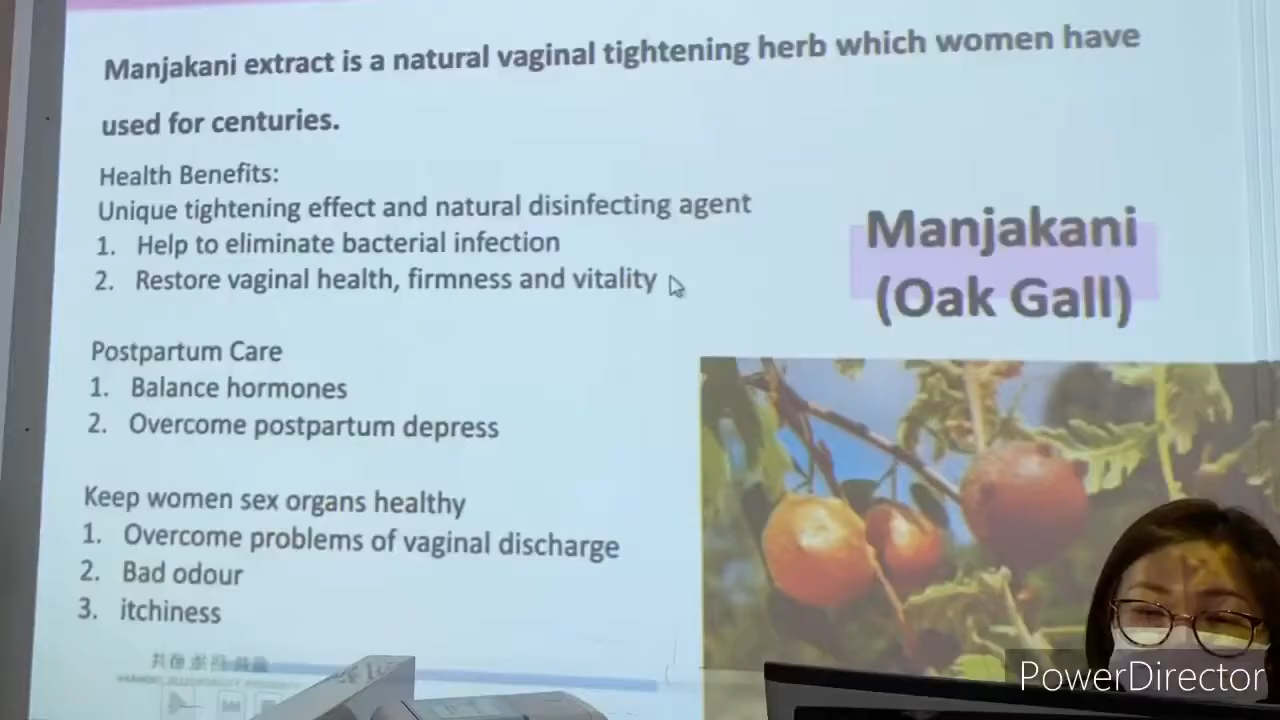 Manjakani extract is a natural vaginal tightening herb which women have
used for centuries.
Health Benefits:
Unique tightening effect and natural disinfecting agent
1. Help to eliminate bacterial infection
2. Restore vaginal health, firmness and vitality
Manjakani
(Oak Gall)
Postpartum Care
1. Balance hormones
2. Overcome postpartum depress
Keep women sex organs healthy
1. Overcome problems of vaginal discharge
2. Bad odour
3. itchiness
PowerDirector